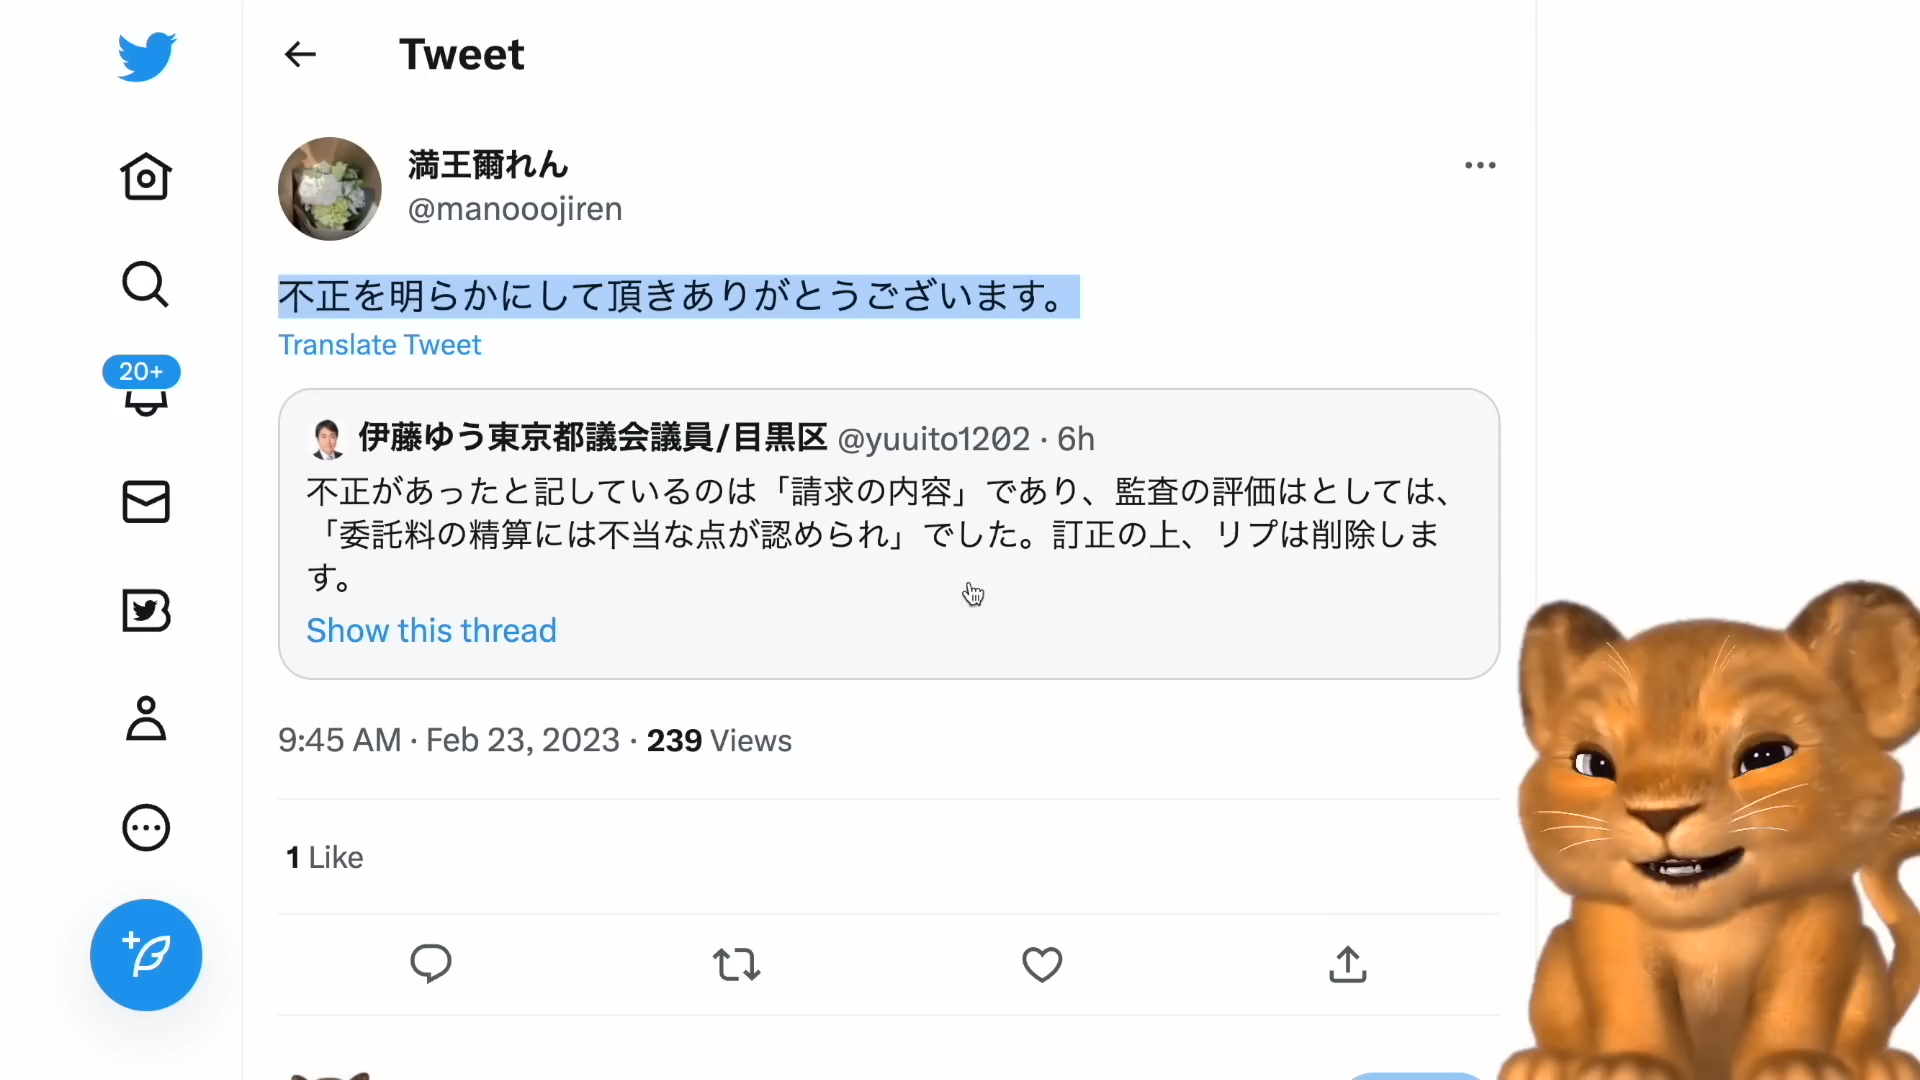 Tweet
満王爾れん
@manooojiren
不正を明らかにして頂きありがとうございます。
Translate Tweet
20+
伊藤ゆう東京都議会議員/目黒区 @yuuito1202 · 6h
不正があったと記しているのは「請求の内容」であり、監査の評価はとしては、
「委託料の精算には不当な点が認められ」でした。訂正の上、リプは削除しま
す。
Show this thread
9:45 AM · Feb 23, 2023 · 239 Views
1 Like